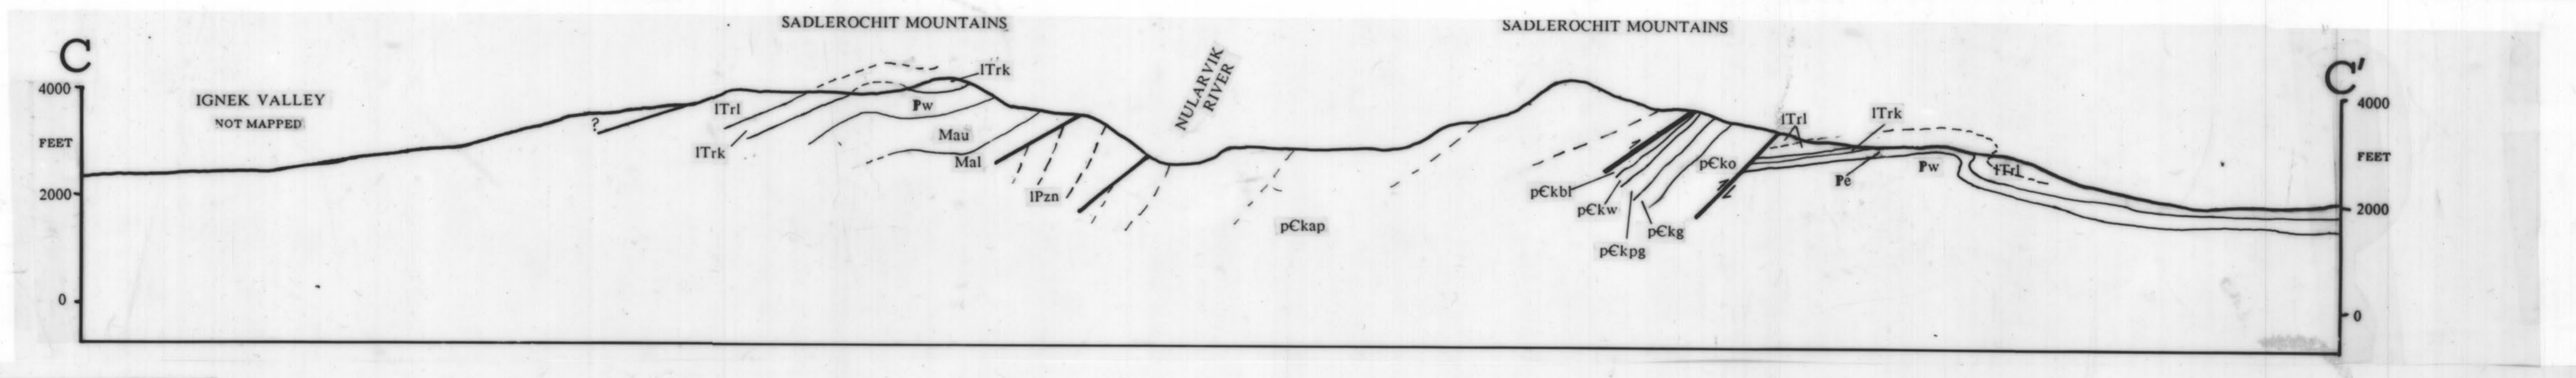 SADLEROCHIT MOUNTAINS
SADLEROCHIT MOUNTAINS
C
C'
4000
FEET
2000
0
IGNEK VALLEY
NOT MAPPED
?
lTrl
lTrk
lTrk
Pw
Mau
Mal
lPzn
NULARVIK
RIVER
p€kap
p€kbl
p€kw
p€kpg
p€kg
p€ko
lTrl
lTrk
Pe
Pw
lTrl
4000
FEET
2000
0